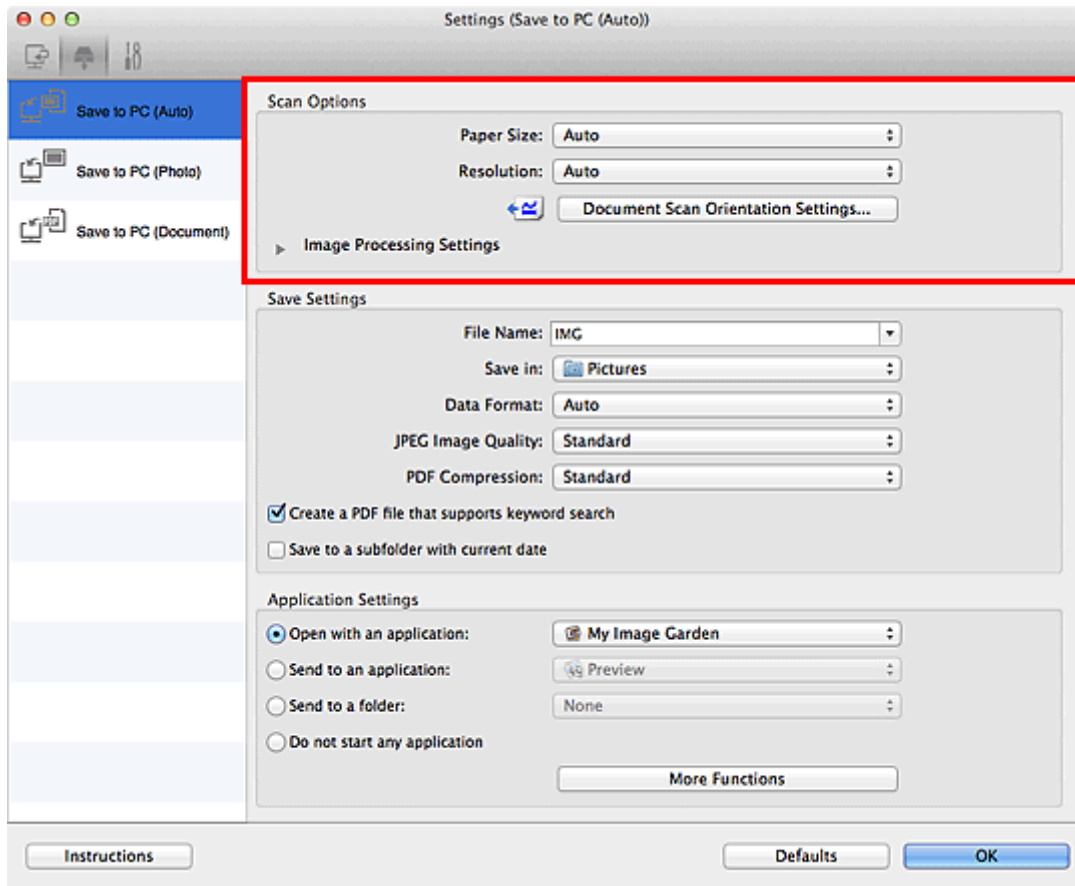 Settings (Save to PC (Auto))
Save to PC (Auto)
Save to PC (Photo)
Save to PC (Document)
Scan Options
Paper Size: Auto
Resolution: Auto
Document Scan Orientation Settings...
Image Processing Settings
Save Settings
File Name: IMG
Save in: Pictures
Data Format: Auto
JPEG Image Quality: Standard
PDF Compression: Standard
Create a PDF file that supports keyword search
Save to a subfolder with current date
Application Settings
Open with an application: My Image Garden
Send to an application: Preview
Send to a folder: None
Do not start any application
More Functions
Instructions Defaults OK